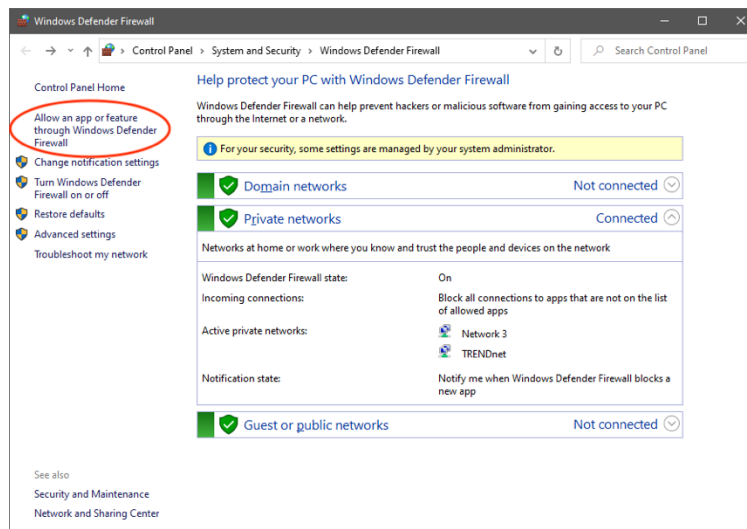 Windows Defender Firewall
Control Panel > System and Security > Windows Defender Firewall
Search Control Panel
Control Panel Home
Allow an app or feature
through Windows Defender
Firewall
Change notification settings
Turn Windows Defender
Firewall on or off
Restore defaults
Advanced settings
Troubleshoot my network
Help protect your PC with Windows Defender Firewall
Windows Defender Firewall can help prevent hackers or malicious software from gaining access to your PC
through the Internet or a network.
For your security, some settings are managed by your system administrator.
Domain networks Not connected
Private networks Connected
Networks at home or work where you know and trust the people and devices on the network
Windows Defender Firewall state: On
Incoming connections: Block all connections to apps that are not on the list
of allowed apps
Active private networks: Network 3
TRENDnet
Notification state: Notify me when Windows Defender Firewall blocks a
new app
Guest or public networks Not connected
See also
Security and Maintenance
Network and Sharing Center